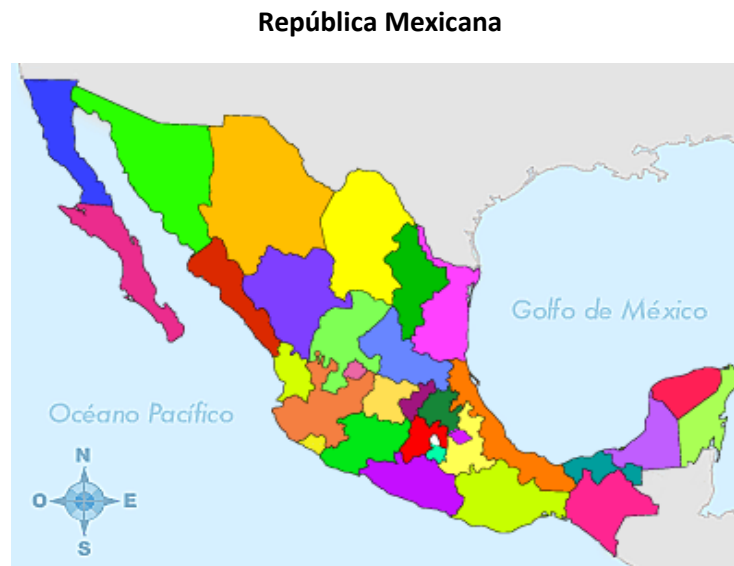 República Mexicana
Golfo de México
Océano Pacífico
N
O E
S